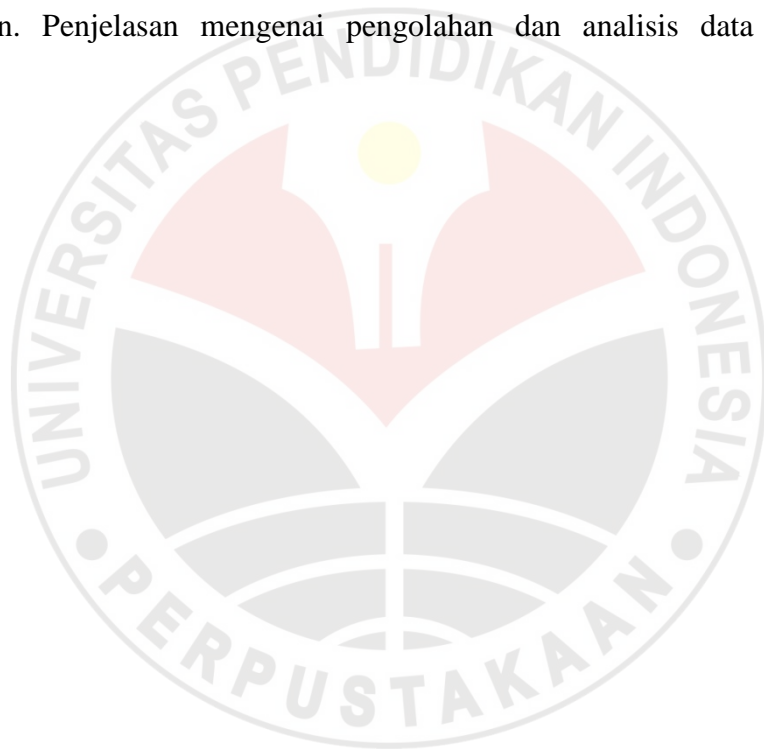 n. Penjelasan mengenai pengolahan dan analisis data
UNIVERSITAS PENDIDIKAN INDONESIA
PERPUSTAKAAN